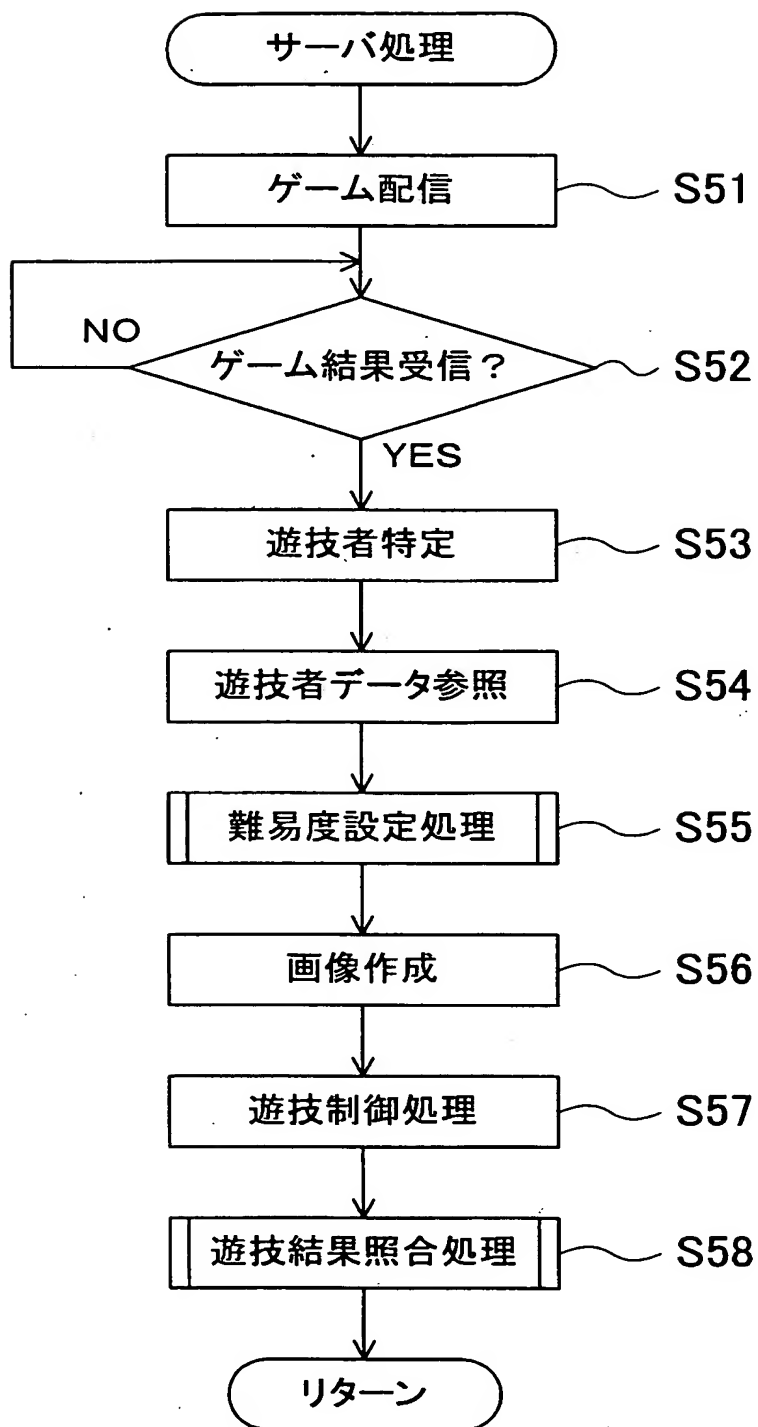 サーバ処理
ゲーム配信 S51
NO
ゲーム結果受信? S52
YES
遊技者特定 S53
遊技者データ参照 S54
難易度設定処理 S55
画像作成 S56
遊技制御処理 S57
遊技結果照合処理 S58
リターン